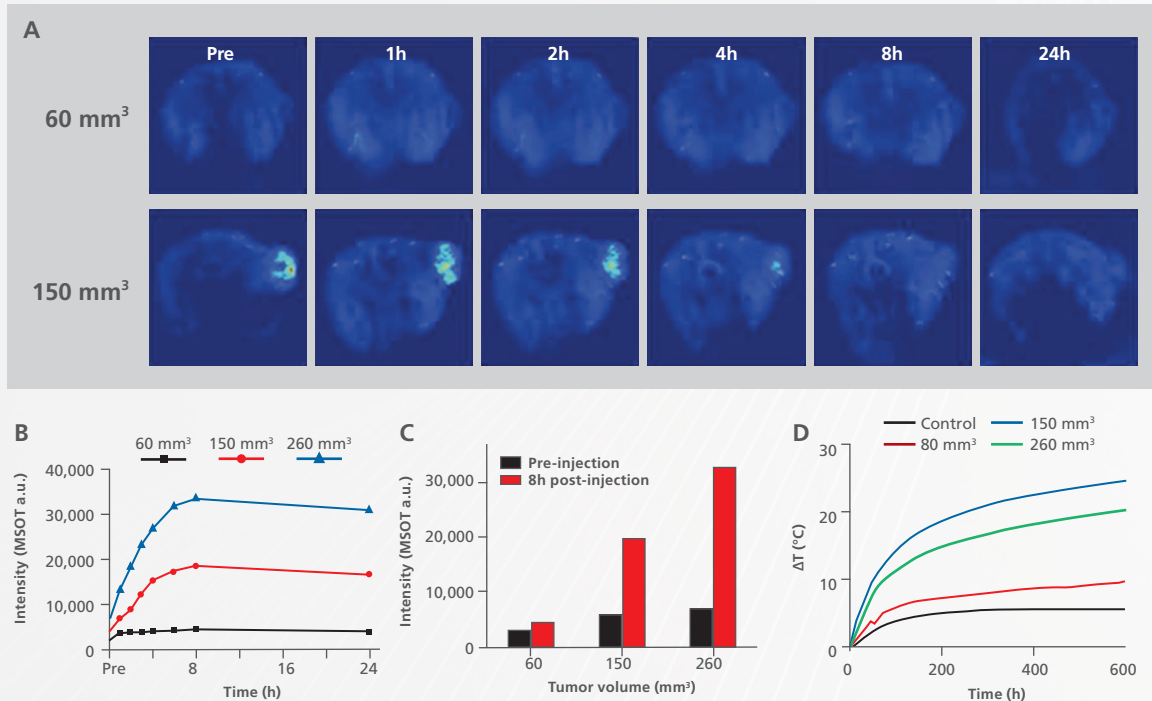 A
Pre 1h 2h 4h 8h 24h
60 mm³
150 mm³
B
60 mm³ 150 mm³ 260 mm³
Intensity (MSOT a.u.)
40,000
30,000
20,000
10,000
0
Pre 8 16 24
Time (h)
C
Pre-injection
8h post-injection
Intensity (MSOT a.u.)
30,000
20,000
10,000
0
60 150 260
Tumor volume (mm³)
D
Control 150 mm³
80 mm³ 260 mm³
ΔT (°C)
30
20
10
0
0 200 400 600
Time (h)